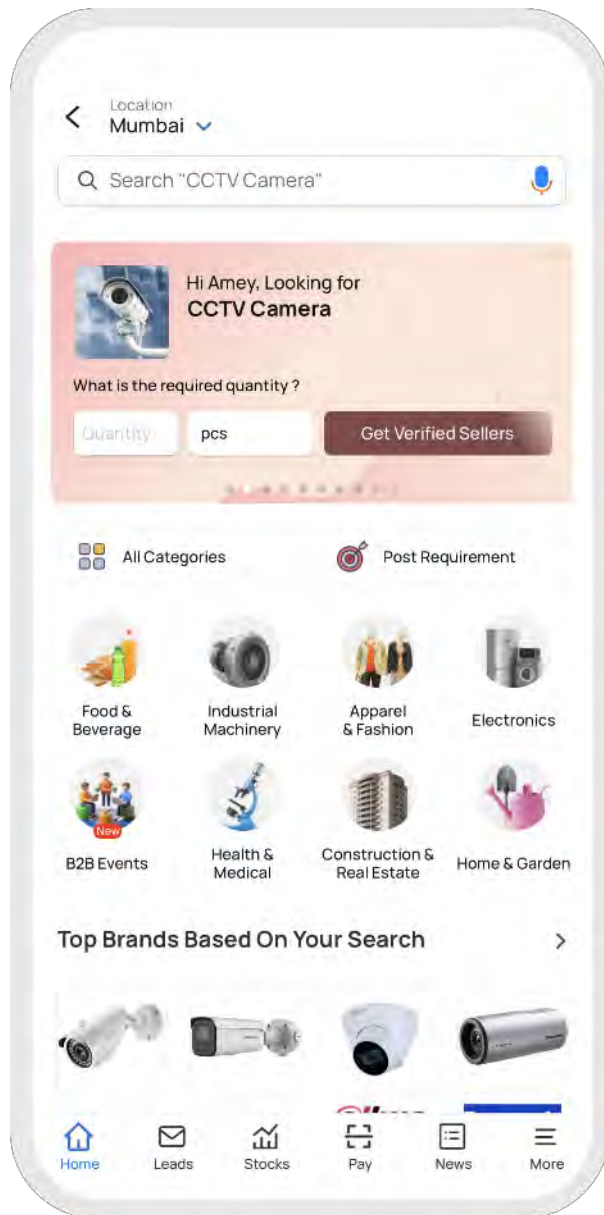 Location
Mumbai
Search "CCTV Camera"
Hi Amey, Looking for
CCTV Camera
What is the required quantity ?
Quantity
pcs
Get Verified Sellers
All Categories
Post Requirement
Food &
Beverage
Industrial
Machinery
Apparel
& Fashion
Electronics
New
B2B Events
Health &
Medical
Construction &
Real Estate
Home & Garden
Top Brands Based On Your Search
Home
Leads
Stocks
Pay
News
More